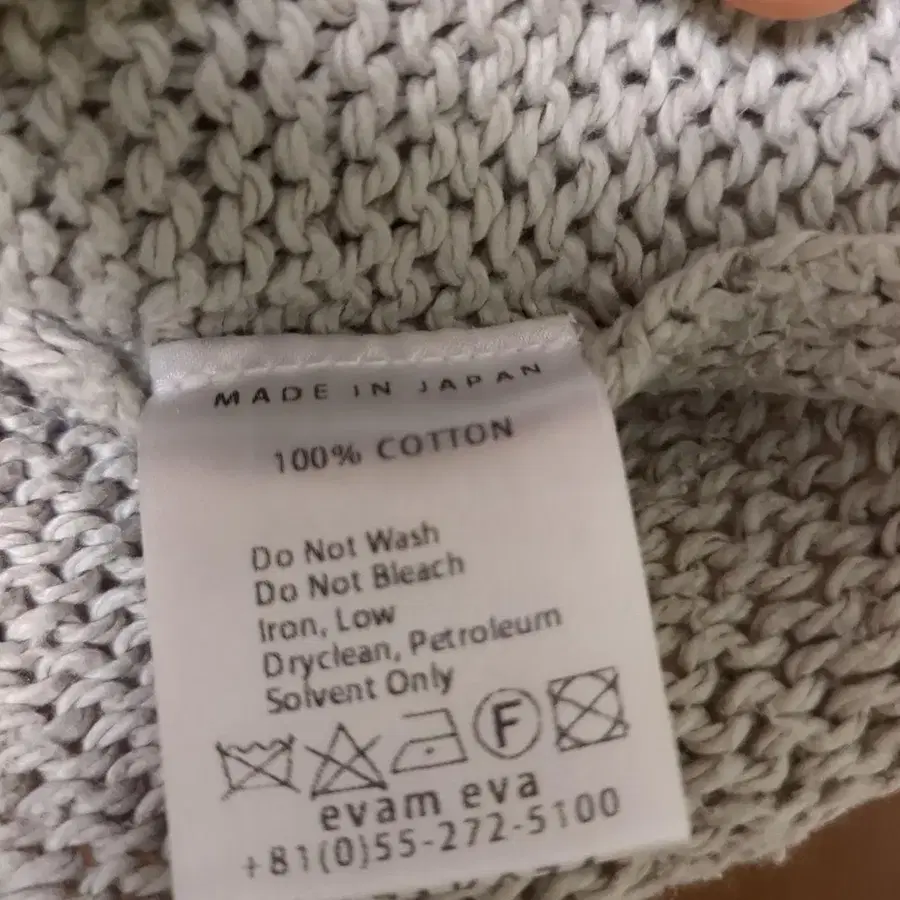 MADE IN JAPAN
100% COTTON
Do Not Wash
Do Not Bleach
Iron, Low
Dryclean, Petroleum
Solvent Only
F
evam eva
+81(0)55-272-5100